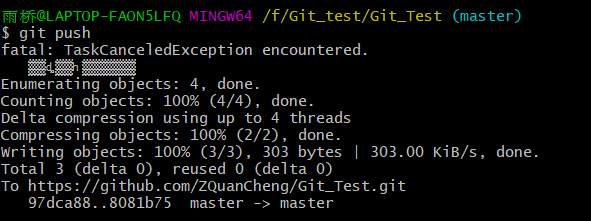 雨桥@LAPTOP-FAON5LFQ MINGW64 /f/Git_test/Git_Test (master)
$ git push
fatal: TaskCanceledException encountered.
Enumerating objects: 4, done.
Counting objects: 100% (4/4), done.
Delta compression using up to 4 threads
Compressing objects: 100% (2/2), done.
Writing objects: 100% (3/3), 303 bytes | 303.00 KiB/s, done.
Total 3 (delta 0), reused 0 (delta 0)
To https://github.com/ZQuanCheng/Git_Test.git
97dca88..8081b75 master -> master